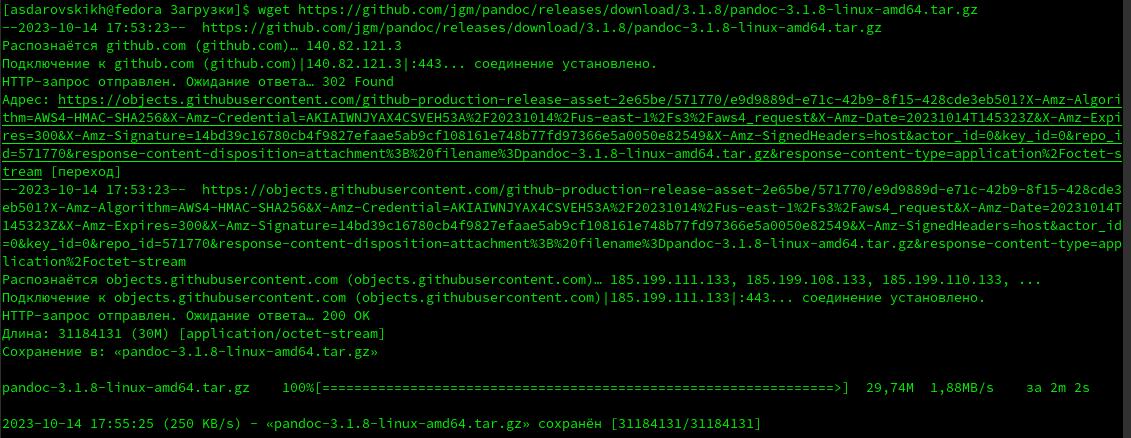 [asdarovskikh@fedora Загрузки]$ wget https://github.com/jgm/pandoc/releases/download/3.1.8/pandoc-3.1.8-linux-amd64.tar.gz
--2023-10-14 17:53:23--  https://github.com/jgm/pandoc/releases/download/3.1.8/pandoc-3.1.8-linux-amd64.tar.gz
Распознаётся github.com (github.com)… 140.82.121.3
Подключение к github.com (github.com)|140.82.121.3|:443... соединение установлено.
HTTP-запрос отправлен. Ожидание ответа… 302 Found
Адрес: https://objects.githubusercontent.com/github-production-release-asset-2e65be/571770/e9d9889d-e71c-42b9-8f15-428cde3eb501?X-Amz-Algori
thm=AWS4-HMAC-SHA256&X-Amz-Credential=AKIAIWNJYAX4CSVEH53A%2F20231014%2Fus-east-1%2Fs3%2Faws4_request&X-Amz-Date=20231014T145323Z&X-Amz-Expi
res=300&X-Amz-Signature=14bd39c16780cb4f9827efaae5ab9cf108161e748b77fd97366e5a0050e82549&X-Amz-SignedHeaders=host&actor_id=0&key_id=0&repo_i
d=571770&response-content-disposition=attachment%3B%20filename%3Dpandoc-3.1.8-linux-amd64.tar.gz&response-content-type=application%2Foctet-s
tream [переход]
--2023-10-14 17:53:23--  https://objects.githubusercontent.com/github-production-release-asset-2e65be/571770/e9d9889d-e71c-42b9-8f15-428cde3
eb501?X-Amz-Algorithm=AWS4-HMAC-SHA256&X-Amz-Credential=AKIAIWNJYAX4CSVEH53A%2F20231014%2Fus-east-1%2Fs3%2Faws4_request&X-Amz-Date=20231014T
145323Z&X-Amz-Expires=300&X-Amz-Signature=14bd39c16780cb4f9827efaae5ab9cf108161e748b77fd97366e5a0050e82549&X-Amz-SignedHeaders=host&actor_id
=0&key_id=0&repo_id=571770&response-content-disposition=attachment%3B%20filename%3Dpandoc-3.1.8-linux-amd64.tar.gz&response-content-type=app
lication%2Foctet-stream
Распознаётся objects.githubusercontent.com (objects.githubusercontent.com)… 185.199.111.133, 185.199.108.133, 185.199.110.133, ...
Подключение к objects.githubusercontent.com (objects.githubusercontent.com)|185.199.111.133|:443... соединение установлено.
HTTP-запрос отправлен. Ожидание ответа… 200 OK
Длина: 31184131 (30M) [application/octet-stream]
Сохранение в: «pandoc-3.1.8-linux-amd64.tar.gz»
pandoc-3.1.8-linux-amd64.tar.gz    100%[================================================================>]  29,74M  1,88MB/s    за 2m 2s
2023-10-14 17:55:25 (250 KB/s) - «pandoc-3.1.8-linux-amd64.tar.gz» сохранён [31184131/31184131]